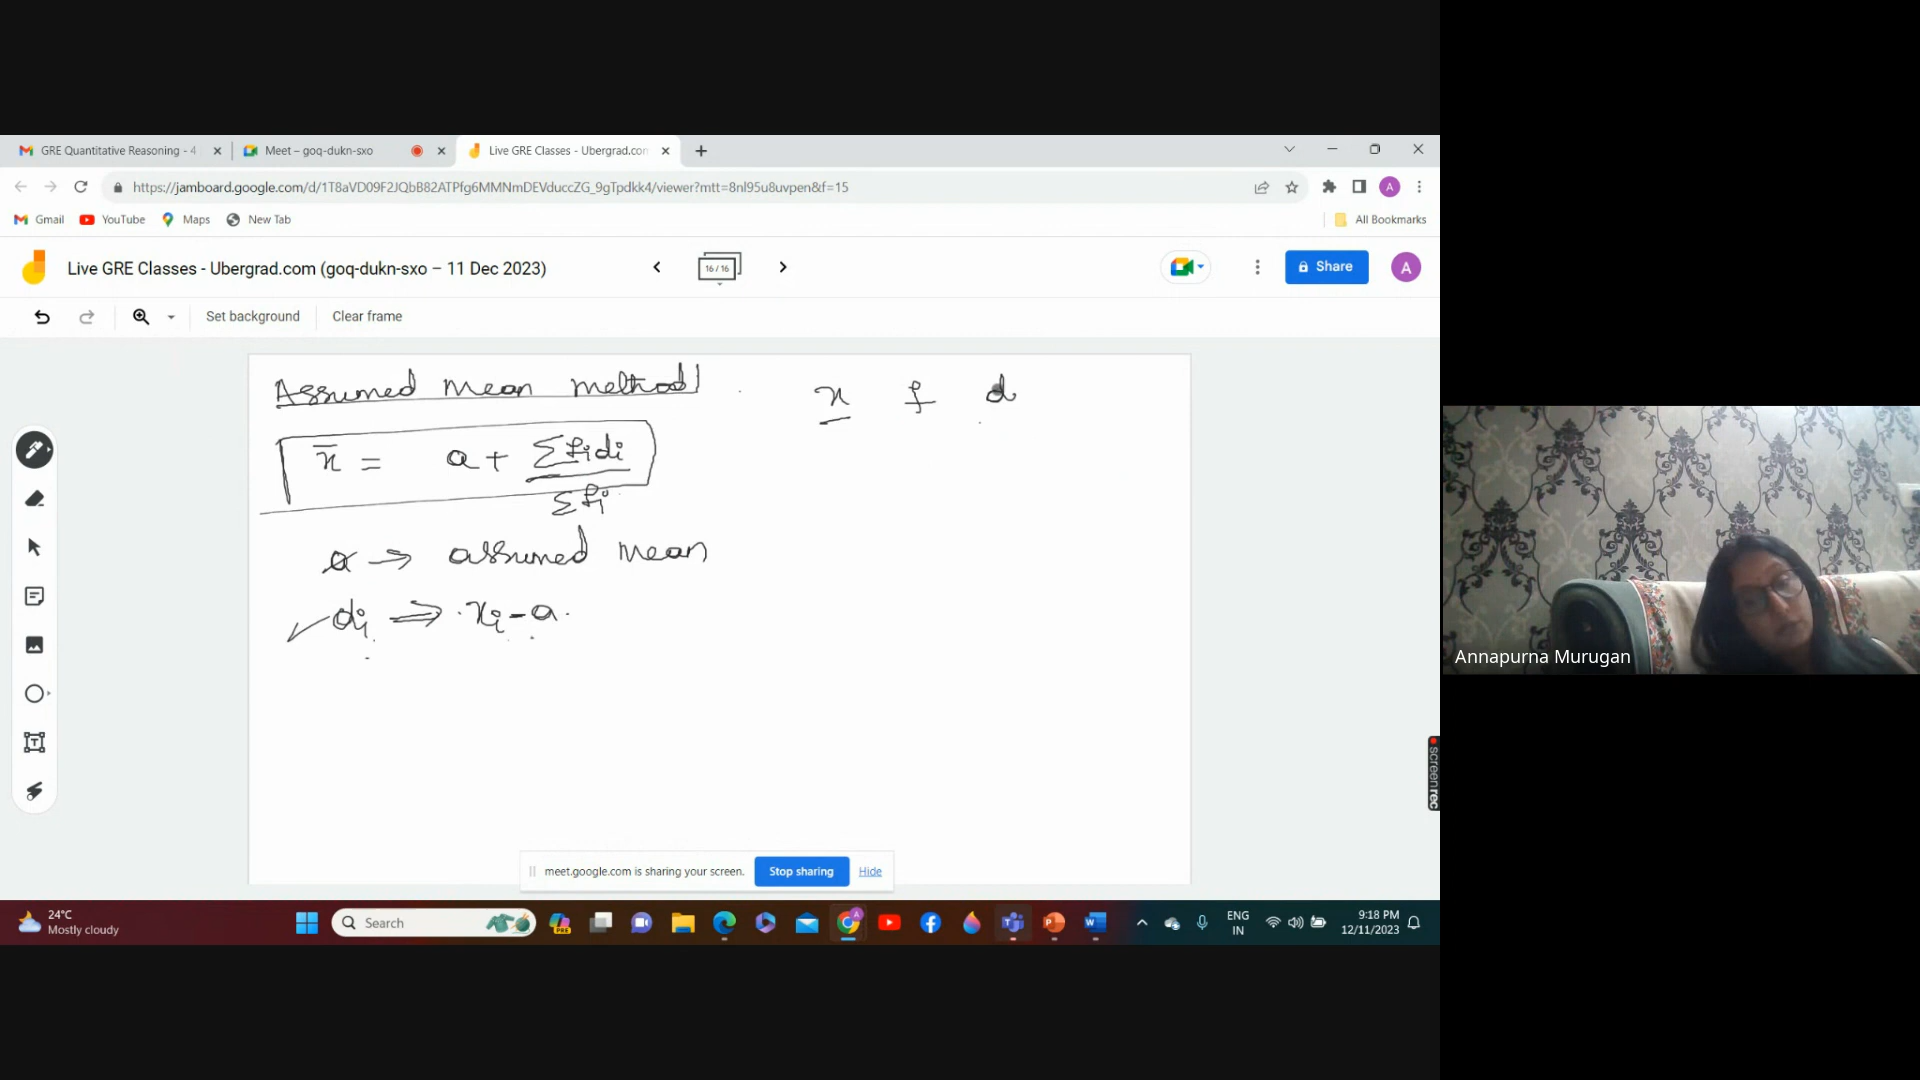 GRE Quantitative Reasoning - 4
Meet – goq-dukn-sxo
Live GRE Classes - Ubergrad.com
https://jamboard.google.com/d/1T8aVD09F2JQbB82ATPfg6MMNmDEVduccZG_9gTpdkk4/viewer?mtt=8nl95u8uvpen&f=15
A
Gmail YouTube Maps New Tab All Bookmarks
Live GRE Classes - Ubergrad.com (goq-dukn-sxo – 11 Dec 2023)
16 / 16
Share
A
Set background Clear frame
Assumed mean method
x f d
x̄ = a + Σfidi
Σfi
a → assumed mean
di ⇒ xi - a
Annapurna Murugan
screenrec
meet.google.com is sharing your screen. Stop sharing Hide
24°C
Mostly cloudy
Search
PRE
ENG
IN
9:18 PM
12/11/2023